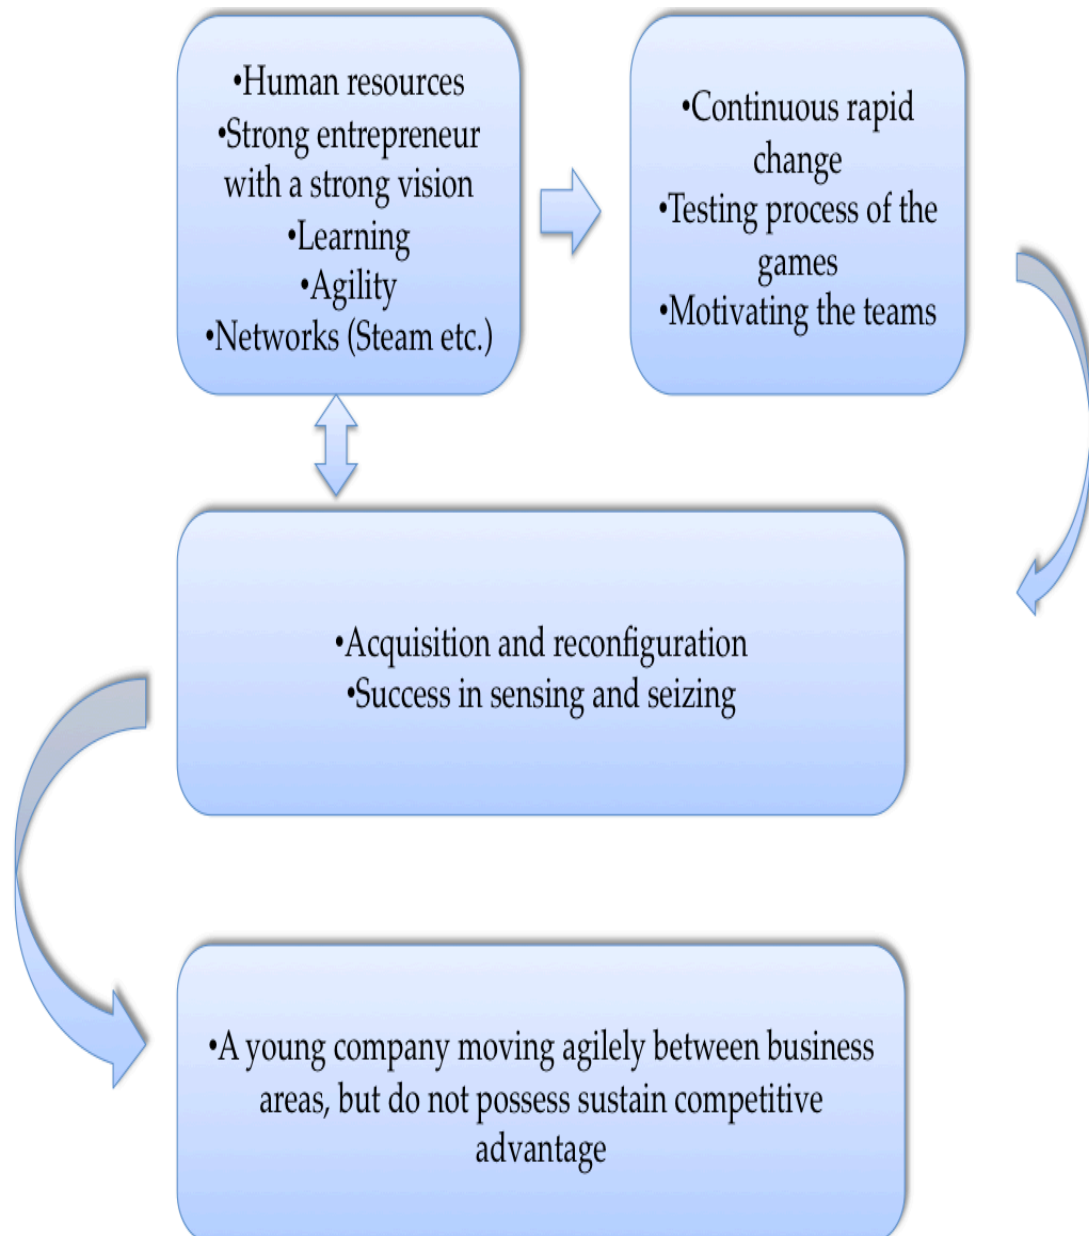 •Human resources
•Strong entrepreneur
with a strong vision
•Learning
•Agility
•Networks (Steam etc.)
•Continuous rapid
change
•Testing process of the
games
•Motivating the teams
•Acquisition and reconfiguration
•Success in sensing and seizing
•A young company moving agilely between business
areas, but do not possess sustain competitive
advantage